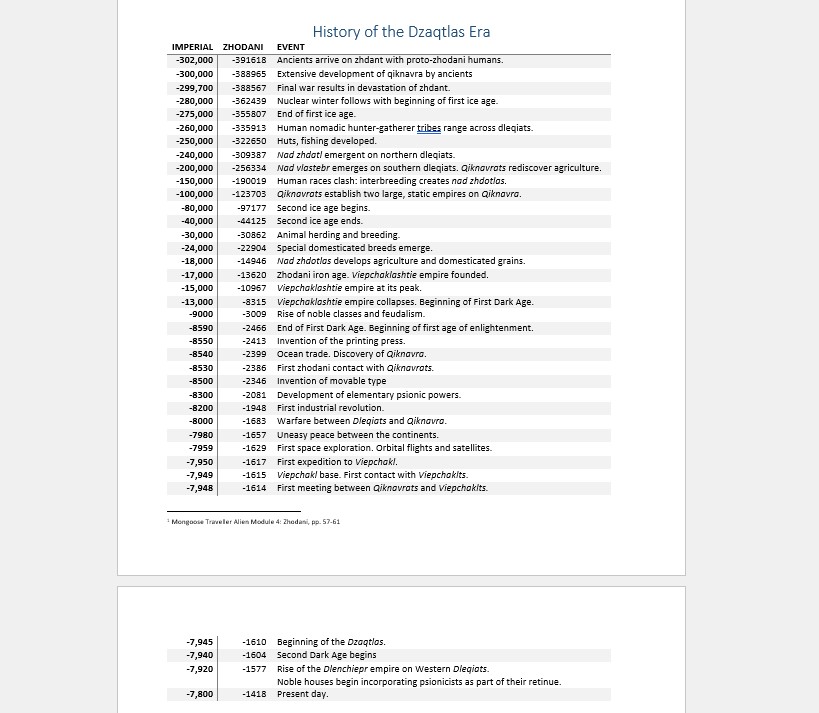 History of the Dzaqtlas Era
IMPERIAL ZHODANI EVENT
-302,000 -391618 Ancients arrive on zhdant with proto-zhodani humans.
-300,000 -388965 Extensive development of qiknavra by ancients
-299,700 -388567 Final war results in devastation of zhdant.
-280,000 -362439 Nuclear winter follows with beginning of first ice age.
-275,000 -355807 End of first ice age.
-260,000 -335913 Human nomadic hunter-gatherer tribes range across dleqiats.
-250,000 -322650 Huts, fishing developed.
-240,000 -309387 Nad zhdatl emergent on northern dleqiats.
-200,000 -256334 Nad vlastebr emerges on southern dleqiats. Qiknavrats rediscover agriculture.
-150,000 -190019 Human races clash: interbreeding creates nad zhdotlas.
-100,000 -123703 Qiknavrats establish two large, static empires on Qiknavra.
-80,000 -97177 Second ice age begins.
-40,000 -44125 Second ice age ends.
-30,000 -30862 Animal herding and breeding.
-24,000 -22904 Special domesticated breeds emerge.
-18,000 -14946 Nad zhdotlas develops agriculture and domesticated grains.
-17,000 -13620 Zhodani iron age. Viepchaklashtie empire founded.
-15,000 -10967 Viepchaklashtie empire at its peak.
-13,000 -8315 Viepchaklashtie empire collapses. Beginning of First Dark Age.
-9000 -3009 Rise of noble classes and feudalism.
-8590 -2466 End of First Dark Age. Beginning of first age of enlightenment.
-8550 -2413 Invention of the printing press.
-8540 -2399 Ocean trade. Discovery of Qiknavra.
-8530 -2386 First zhodani contact with Qiknavrats.
-8500 -2346 Invention of movable type
-8300 -2081 Development of elementary psionic powers.
-8200 -1948 First industrial revolution.
-8000 -1683 Warfare between Dleqiats and Qiknavra.
-7980 -1657 Uneasy peace between the continents.
-7959 -1629 First space exploration. Orbital flights and satellites.
-7,950 -1617 First expedition to Viepchakl.
-7,949 -1615 Viepchakl base. First contact with Viepchaklts.
-7,948 -1614 First meeting between Qiknavrats and Viepchaklts.
¹ Mongoose Traveller Alien Module 4: Zhodani, pp. 57-61
-7,945 -1610 Beginning of the Dzaqtlas.
-7,940 -1604 Second Dark Age begins
-7,920 -1577 Rise of the Dlenchiepr empire on Western Dleqiats.
Noble houses begin incorporating psionicists as part of their retinue.
-7,800 -1418 Present day.